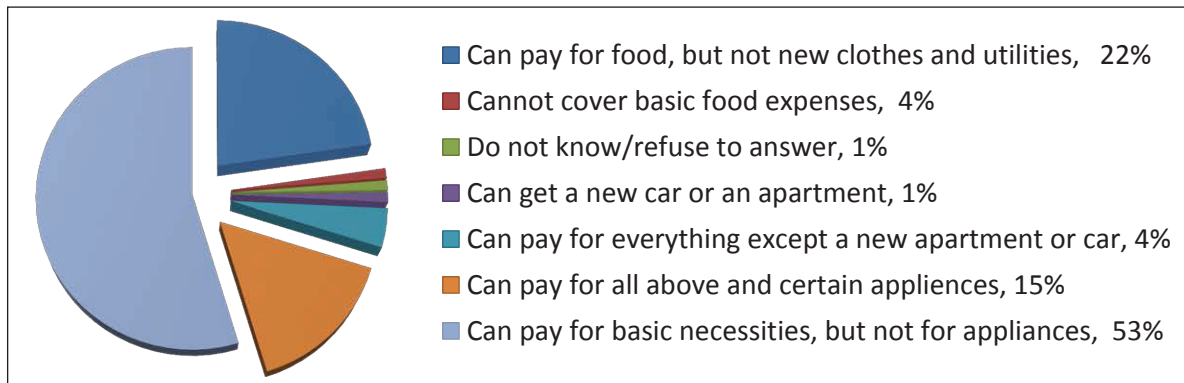 Can pay for food, but not new clothes and utilities, 22%
Cannot cover basic food expenses, 4%
Do not know/refuse to answer, 1%
Can get a new car or an apartment, 1%
Can pay for everything except a new apartment or car, 4%
Can pay for all above and certain appliences, 15%
Can pay for basic necessities, but not for appliances, 53%